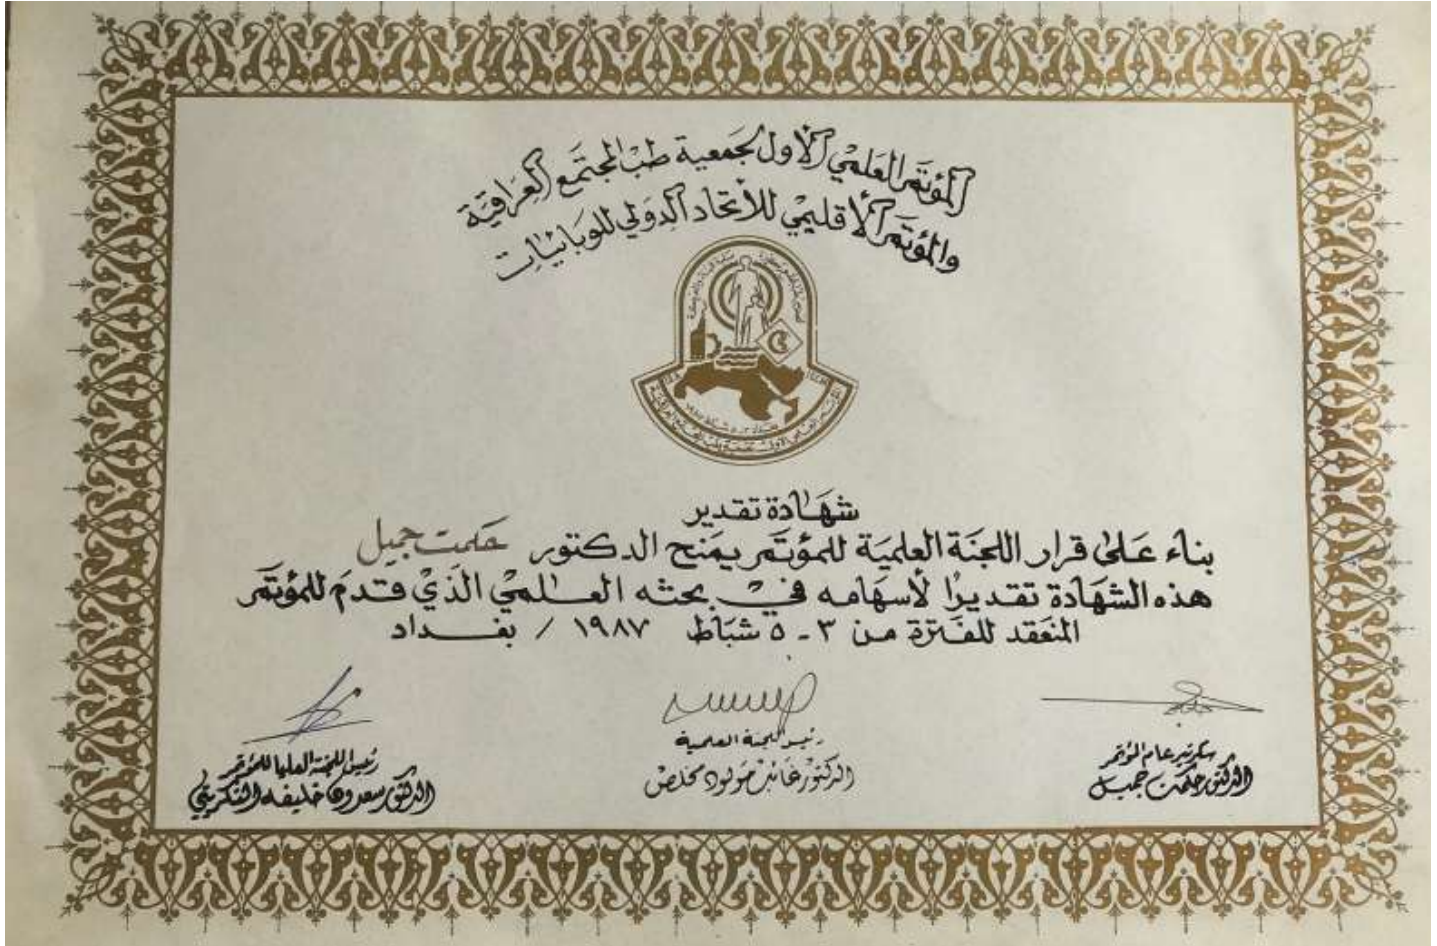 المؤتمر العلمي الأول لجمعية طب المجتمع العراقية
والمؤتمر الأقليمي للأتحاد الدولي للوبائيات
شهادة تقدير
بناء على قرار اللجنة العلمية للمؤتمر يمنح الدكتور حكمت جميل
هذه الشهادة تقديرا لأسهامه في بحثه العلمي الذي قدم للمؤتمر
المنعقد للفترة من ٣ - ٥ شباط ١٩٨٧ / بغداد
سكرتير عام المؤتمر
الدكتور حكمت جميل
رئيس اللجنة العلمية
الدكتور غانب مولود مخلص
رئيس اللجنة العليا للمؤتمر
الدكتور سعدون خليفه التكريتي